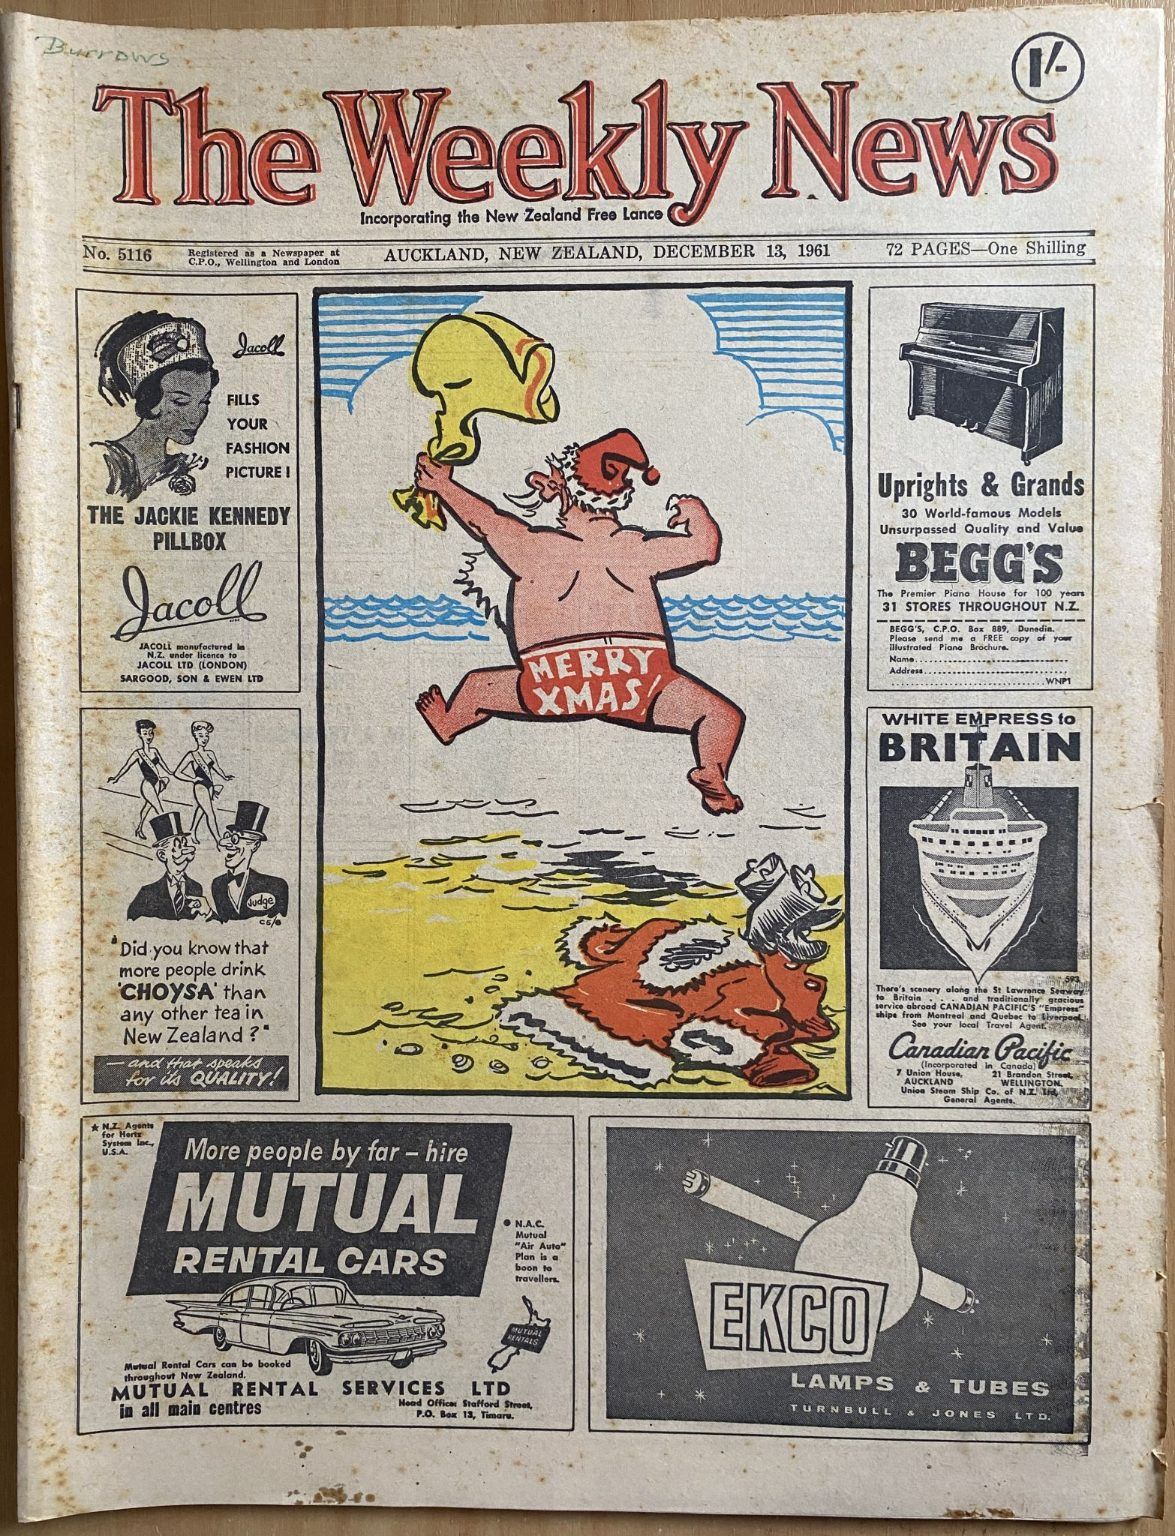 Burrows
1/-
The Weekly News
Incorporating the New Zealand Free Lance
No. 5116
Registered as a Newspaper at
C.P.O., Wellington and London
AUCKLAND, NEW ZEALAND, DECEMBER 13, 1961
72 PAGES—One Shilling
Jacoll
FILLS
YOUR
FASHION
PICTURE!
THE JACKIE KENNEDY
PILLBOX
Jacoll
JACOLL manufactured in
N.Z. under licence to
JACOLL LTD (LONDON)
SARGOOD, SON & EWEN LTD
Judge
"Did you know that
more people drink
'CHOYSA' than
any other tea in
New Zealand?"
—and that speaks
for its QUALITY!
MERRY
XMAS!
Uprights & Grands
30 World-famous Models
Unsurpassed Quality and Value
BEGG'S
The Premier Piano House for 100 years
31 STORES THROUGHOUT N.Z.
BEGG'S, C.P.O. Box 889, Dunedin.
Please send me a FREE copy of your
illustrated Piano Brochure.
Name
Address
WNP1
WHITE EMPRESS to
BRITAIN
593
There's scenery along the St Lawrence Seaway
to Britain . . . and traditionally gracious
service abroad CANADIAN PACIFIC'S "Empress"
ships from Montreal and Quebec to Liverpool.
See your local Travel Agent.
Canadian Pacific
(Incorporated in Canada)
7 Union House, 21 Brandon Street,
AUCKLAND WELLINGTON.
Union Steam Ship Co. of N.Z. Ltd,
General Agents.
★ N.Z. Agents
for Hertz
System Inc.,
U.S.A.
More people by far – hire
MUTUAL
RENTAL CARS
● N.A.C.
Mutual
"Air Auto"
Plan is a
boon to
travellers.
MUTUAL
RENTALS
Mutual Rental Cars can be booked
throughout New Zealand.
MUTUAL RENTAL SERVICES LTD
in all main centres
Head Office: Stafford Street,
P.O. Box 13, Timaru.
EKCO
LAMPS & TUBES
TURNBULL & JONES LTD.